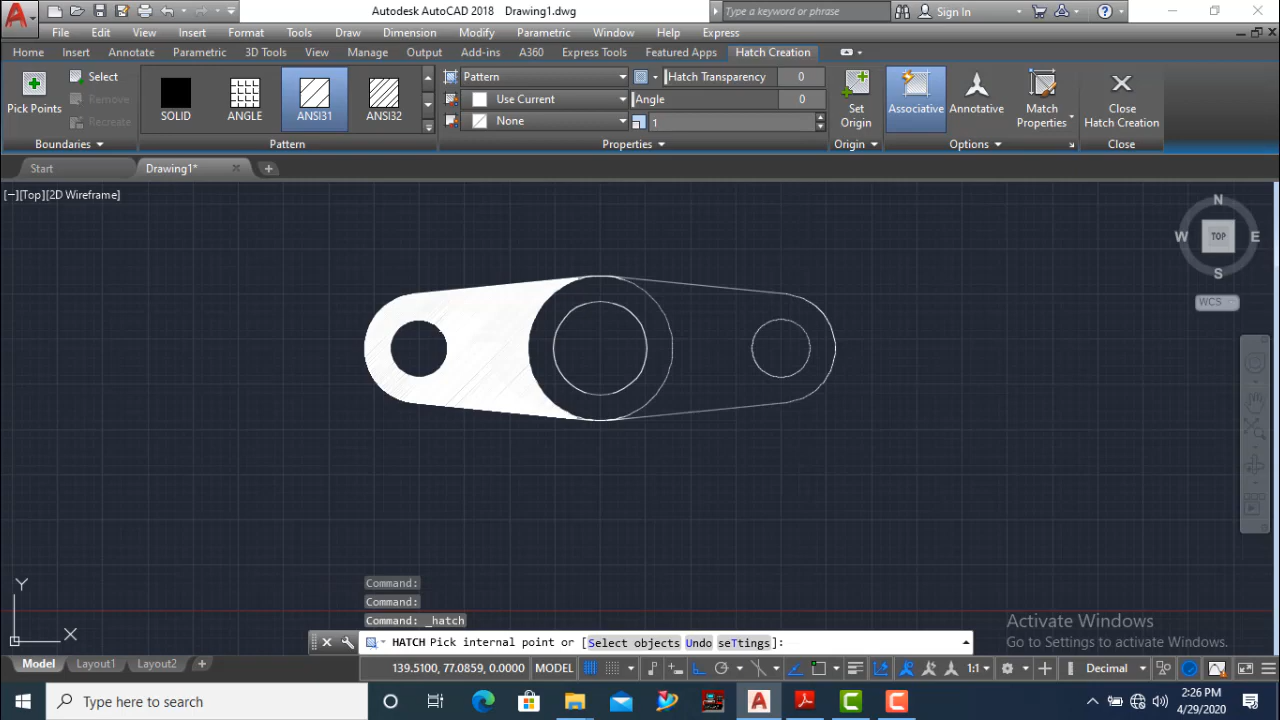 Autodesk AutoCAD 2018 Drawing1.dwg
Type a keyword or phrase
Sign In
File Edit View Insert Format Tools Draw Dimension Modify Parametric Window Help Express
Home Insert Annotate Parametric 3D Tools View Manage Output Add-ins A360 Express Tools Featured Apps Hatch Creation
Pick Points
Select
Remove
Recreate
Boundaries
SOLID ANGLE ANSI31 ANSI32
Pattern
Pattern
Use Current
None
Hatch Transparency 0
Angle 0
1
Properties
Set
Origin
Origin
Associative
Annotative
Match
Properties
Options
Close
Hatch Creation
Close
Start Drawing1*
[−][Top][2D Wireframe]
N
W TOP E
S
WCS
Y
X
Command:
Command:
Command: _hatch
HATCH Pick internal point or [Select objects Undo seTtings]:
Activate Windows
Go to Settings to activate Windows.
Model Layout1 Layout2
139.5100, 77.0859, 0.0000 MODEL
1:1
Decimal
Type here to search
2:26 PM
4/29/2020